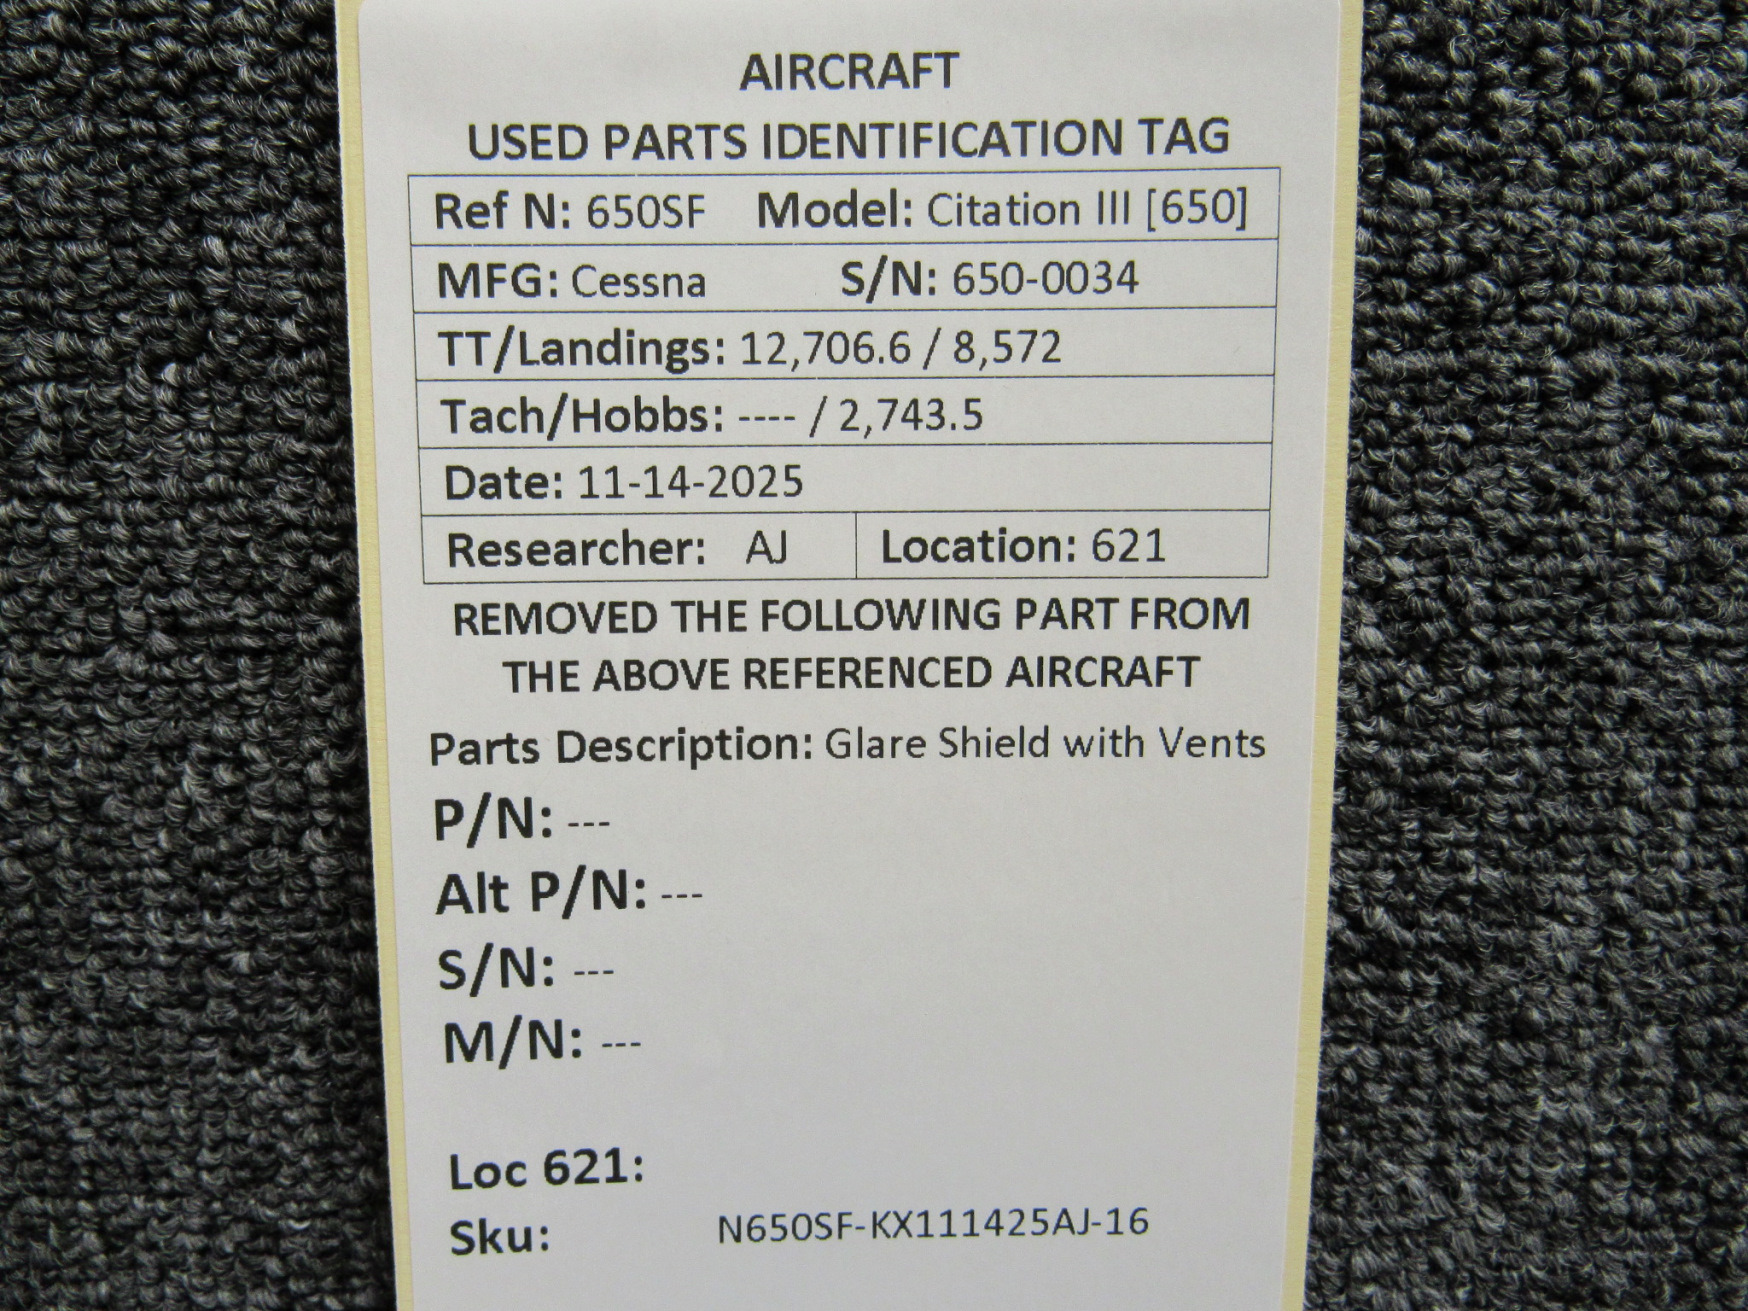 AIRCRAFT
USED PARTS IDENTIFICATION TAG
Ref N: 650SF Model: Citation III [650]
MFG: Cessna S/N: 650-0034
TT/Landings: 12,706.6 / 8,572
Tach/Hobbs: ---- / 2,743.5
Date: 11-14-2025
Researcher: AJ Location: 621
REMOVED THE FOLLOWING PART FROM
THE ABOVE REFERENCED AIRCRAFT
Parts Description: Glare Shield with Vents
P/N: ---
Alt P/N: ---
S/N: ---
M/N: ---
Loc 621:
Sku: N650SF-KX111425AJ-16